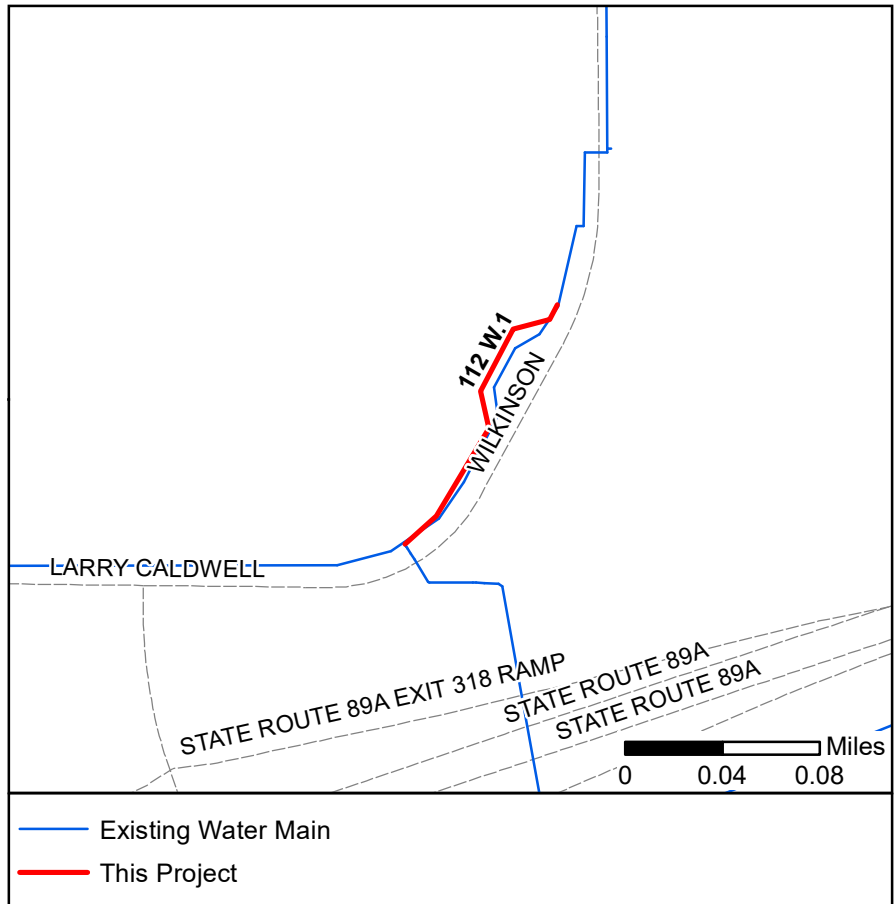 112 W.1
WILKINSON
LARRY CALDWELL
STATE ROUTE 89A EXIT 318 RAMP
STATE ROUTE 89A
STATE ROUTE 89A
Miles
0 0.04 0.08
Existing Water Main
This Project